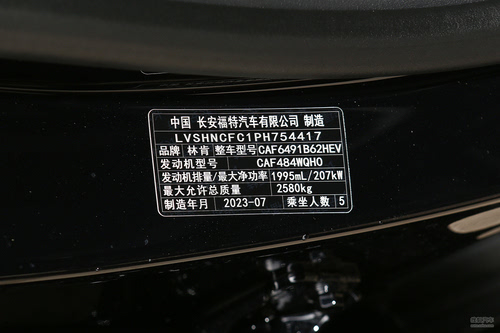 中国 长安福特汽车有限公司 制造
LVSHNCFC1PH754417
品牌 林肯 整车型号 CAF6491B62HEV
发动机型号 CAF484WQH0
发动机排量/最大净功率 1995mL/207kW
最大允许总质量 2580kg
制造年月 2023-07 乘坐人数 5